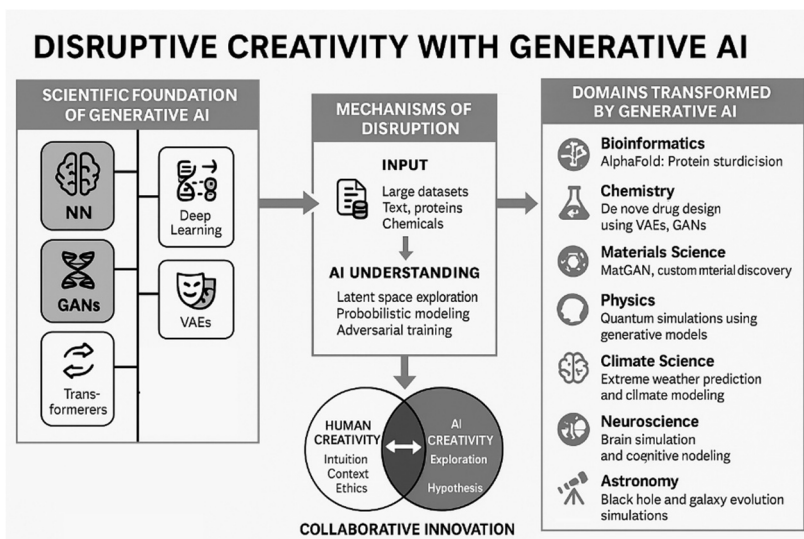 DISRUPTIVE CREATIVITY WITH GENERATIVE AI
SCIENTIFIC FOUNDATION
OF GENERATIVE AI
NN
Deep
Learning
GANs
VAEs
Trans-
formerers
MECHANISMS OF
DISRUPTION
INPUT
Large datasets
Text, proteins
Chemicals
AI UNDERSTANDING
Latent space exploration
Probobilistic modeling
Adversarial training
HUMAN
CREATIVITY
Intuition
Context
Ethics
AI
CREATIVITY
Exploration
Hypothesis
COLLABORATIVE INNOVATION
DOMAINS TRANSFORMED
BY GENERATIVE AI
Bioinformatics
AlphaFold: Protein sturdicision
Chemistry
De nove drug design
using VAEs, GANs
Materials Science
MatGAN, custom mterial discovery
Physics
Quantum simulations using
generative models
Climate Science
Extreme weather prediction
and climate modeling
Neuroscience
Brain simulation
and cognitive nodeling
Astronomy
Black hole and galaxy evolution
simulations